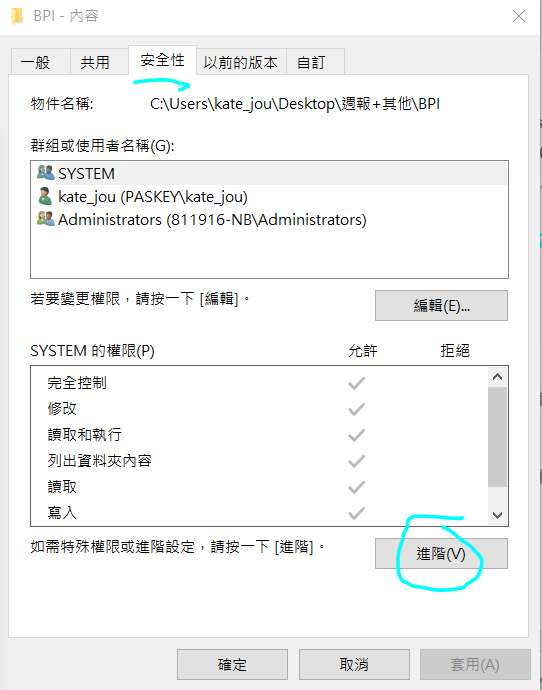 BPI - 內容
一般 共用 安全性 以前的版本 自訂
物件名稱: C:\Users\kate_jou\Desktop\週報+其他\BPI
群組或使用者名稱(G):
SYSTEM
kate_jou (PASKEY\kate_jou)
Administrators (811916-NB\Administrators)
若要變更權限，請按一下 [編輯]。
編輯(E)...
SYSTEM 的權限(P) 允許 拒絕
完全控制
修改
讀取和執行
列出資料夾內容
讀取
寫入
如需特殊權限或進階設定，請按一下 [進階]。
進階(V)
確定 取消 套用(A)